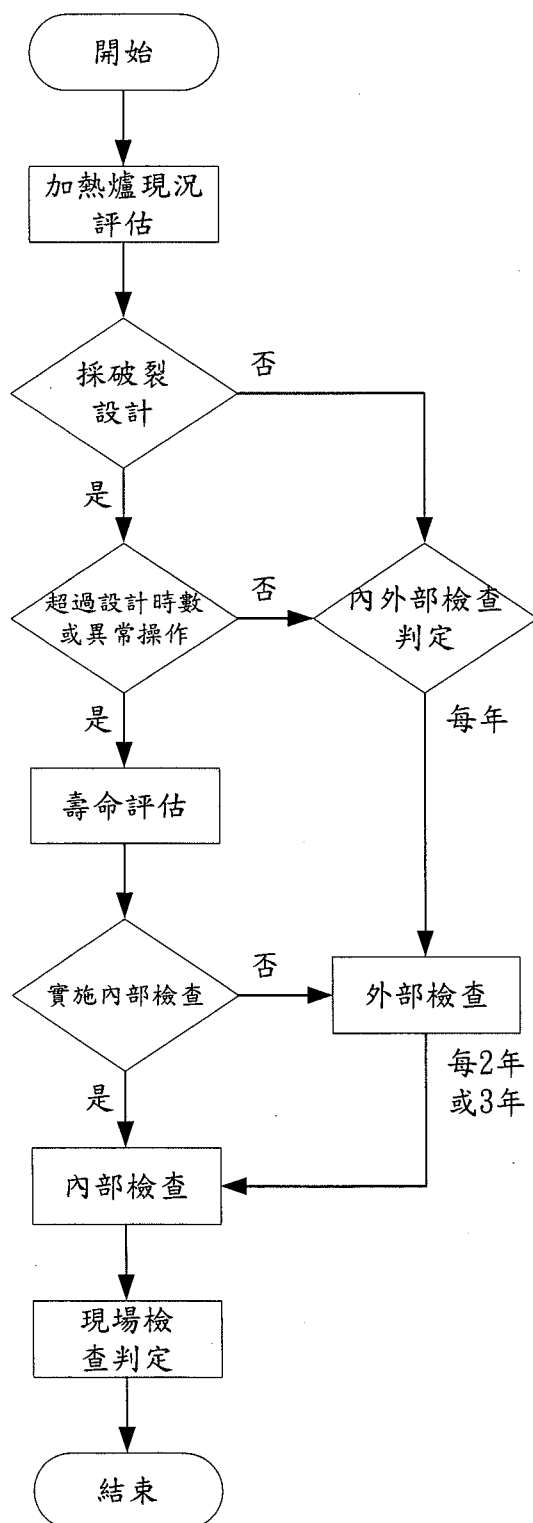 開始
加熱爐現況
評估
採破裂
設計
否
是
超過設計時數
或異常操作
否
內外部檢查
判定
是
每年
壽命評估
實施內部檢查
否
外部檢查
是
每2年
或3年
內部檢查
現場檢
查判定
結束